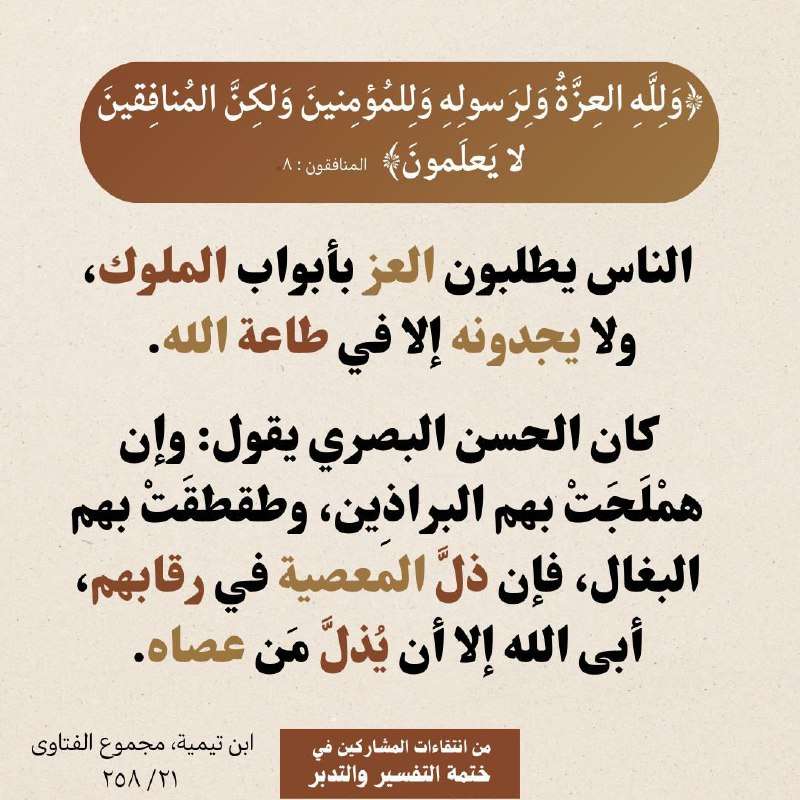 ﴿وَلِلَّهِ العِزَّةُ وَلِرَسولِهِ وَلِلمُؤمِنينَ وَلكِنَّ المُنافِقينَ
لا يَعلَمونَ﴾ المنافقون : ٨.
الناس يطلبون العز بأبواب الملوك،
ولا يجدونه إلا في طاعة الله.
كان الحسن البصري يقول: وإن
همْلَجَتْ بهم البراذِين، وطقطقَتْ بهم
البغال، فإن ذلَّ المعصية في رقابهم،
أبى الله إلا أن يُذلَّ مَن عصاه.
من انتقاءات المشاركين في
ختمة التفسير والتدبر
ابن تيمية، مجموع الفتاوى
٢١/ ٢٥٨